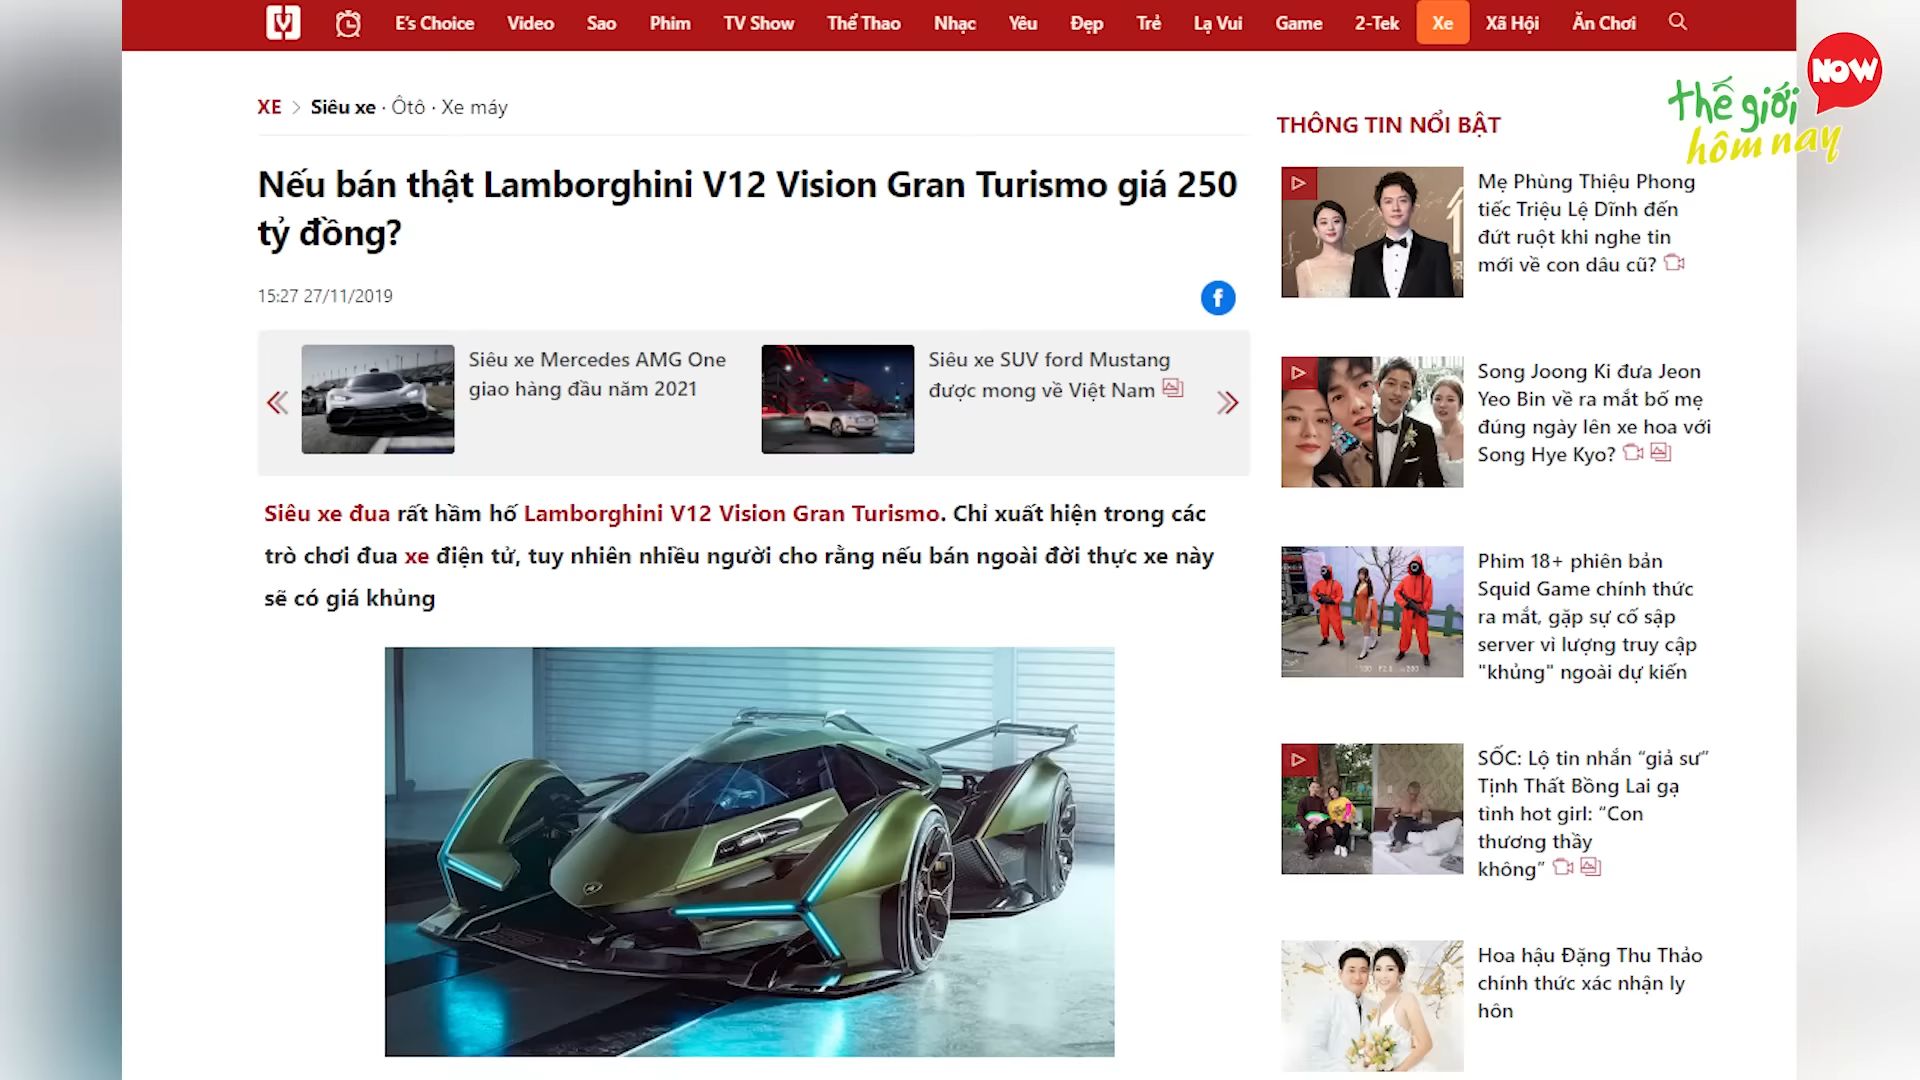 E's Choice Video Sao Phim TV Show Thể Thao Nhạc Yêu Đẹp Trẻ Lạ Vui Game 2-Tek Xe Xã Hội Ăn Chơi
NOW
thế giới
hôm nay
XE > Siêu xe · Ôtô · Xe máy
Nếu bán thật Lamborghini V12 Vision Gran Turismo giá 250
tỷ đồng?
15:27 27/11/2019
Siêu xe Mercedes AMG One
giao hàng đầu năm 2021
Siêu xe SUV ford Mustang
được mong về Việt Nam
Siêu xe đua rất hầm hố Lamborghini V12 Vision Gran Turismo. Chỉ xuất hiện trong các
trò chơi đua xe điện tử, tuy nhiên nhiều người cho rằng nếu bán ngoài đời thực xe này
sẽ có giá khủng
THÔNG TIN NỔI BẬT
Mẹ Phùng Thiệu Phong
tiếc Triệu Lệ Dĩnh đến
đứt ruột khi nghe tin
mới về con dâu cũ?
Song Joong Ki đưa Jeon
Yeo Bin về ra mắt bố mẹ
đúng ngày lên xe hoa với
Song Hye Kyo?
Phim 18+ phiên bản
Squid Game chính thức
ra mắt, gặp sự cố sập
server vì lượng truy cập
"khủng" ngoài dự kiến
SỐC: Lộ tin nhắn “giả sư”
Tịnh Thất Bồng Lai gạ
tình hot girl: “Con
thương thầy
không”
Hoa hậu Đặng Thu Thảo
chính thức xác nhận ly
hôn